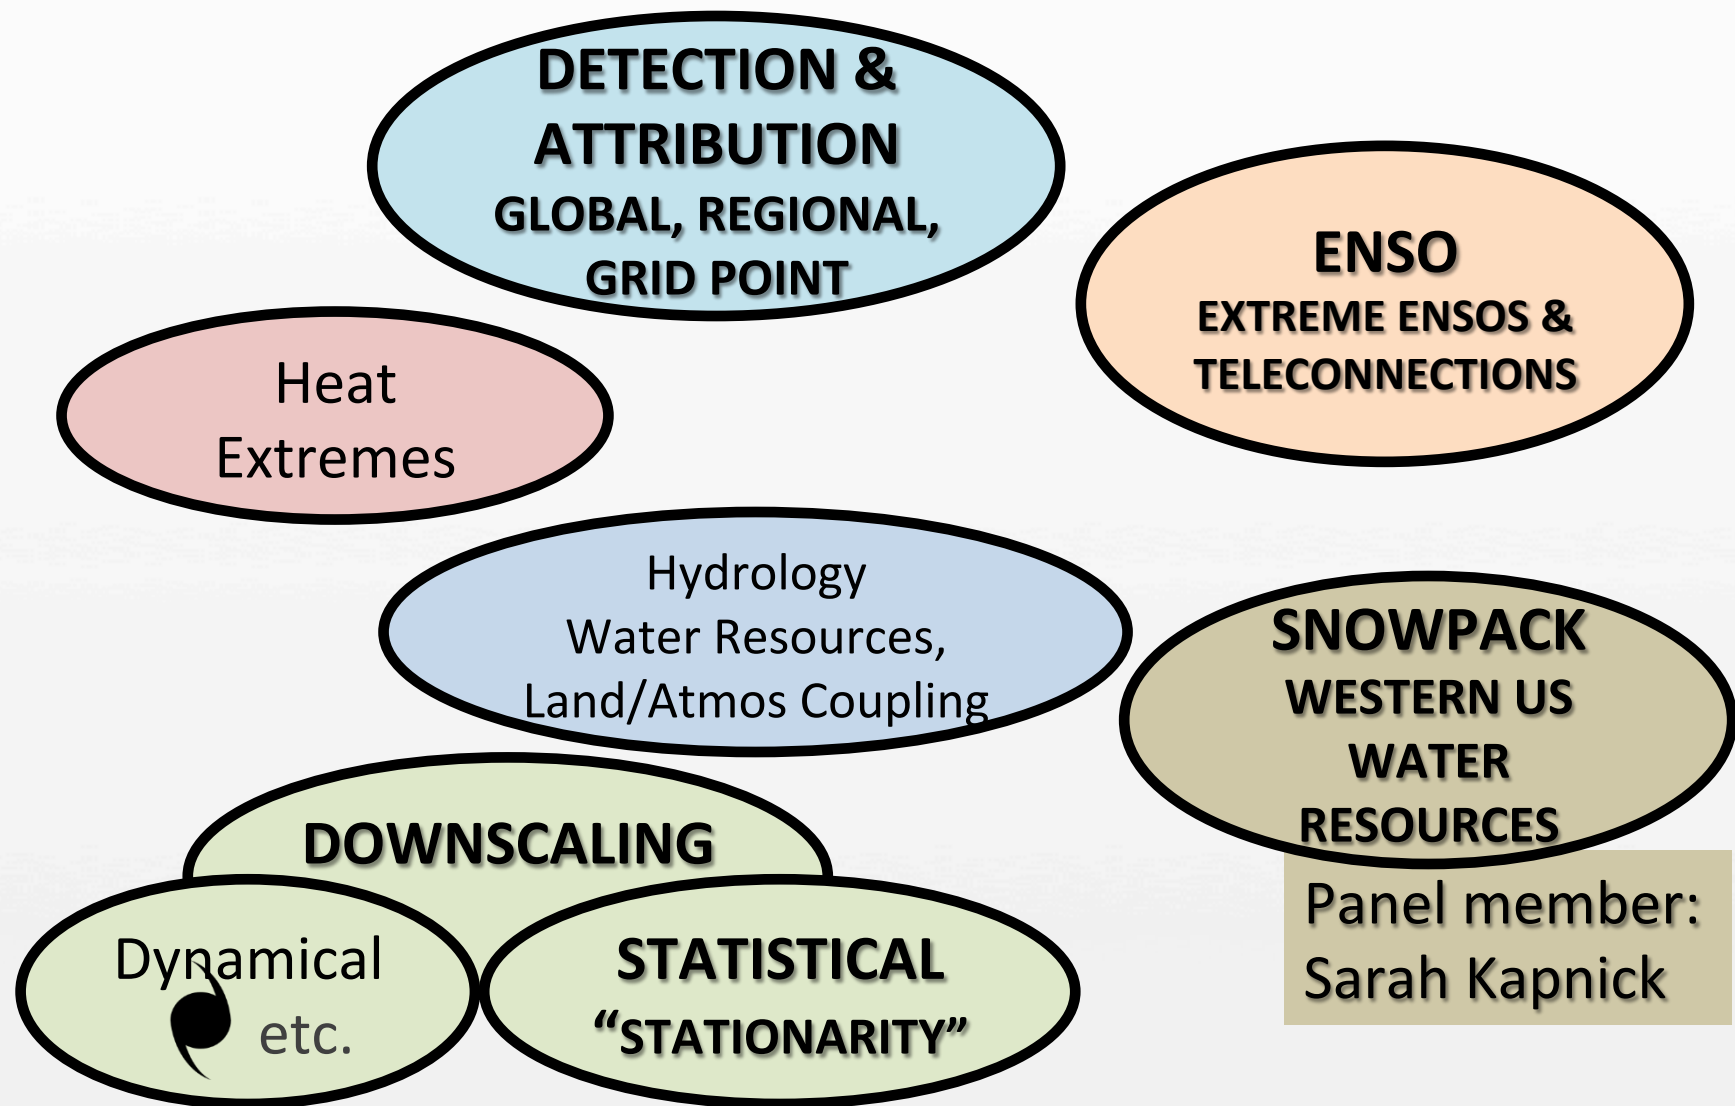 DETECTION &
ATTRIBUTION
GLOBAL, REGIONAL,
GRID POINT
ENSO
EXTREME ENSOS &
TELECONNECTIONS
Heat
Extremes
Hydrology
Water Resources,
Land/Atmos Coupling
SNOWPACK
WESTERN US
WATER
RESOURCES
Panel member:
Sarah Kapnick
DOWNSCALING
Dynamical
etc.
STATISTICAL
“STATIONARITY”